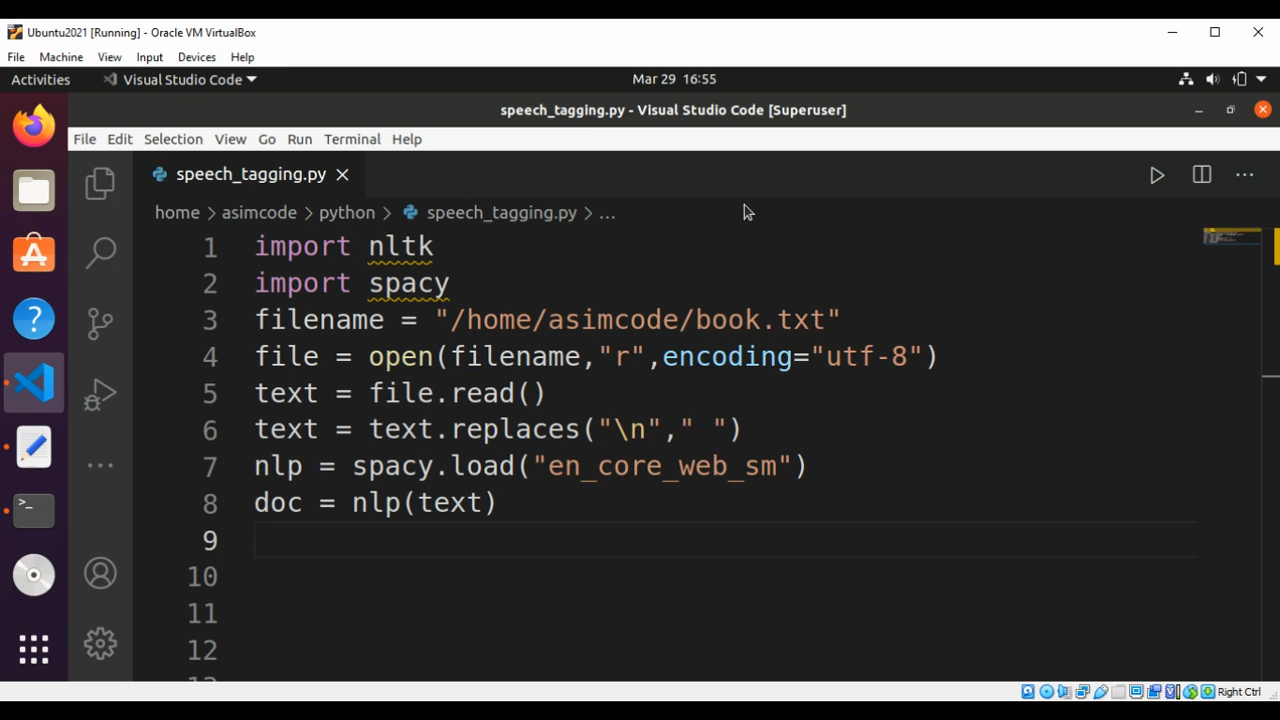 Ubuntu2021 [Running] - Oracle VM VirtualBox
File Machine View Input Devices Help
Activities Visual Studio Code Mar 29 16:55
speech_tagging.py - Visual Studio Code [Superuser]
File Edit Selection View Go Run Terminal Help
speech_tagging.py
home > asimcode > python > speech_tagging.py > ...
1 import nltk
2 import spacy
3 filename = "/home/asimcode/book.txt"
4 file = open(filename,"r",encoding="utf-8")
5 text = file.read()
6 text = text.replaces("\n"," ")
7 nlp = spacy.load("en_core_web_sm")
8 doc = nlp(text)
9
10
11
12
Right Ctrl